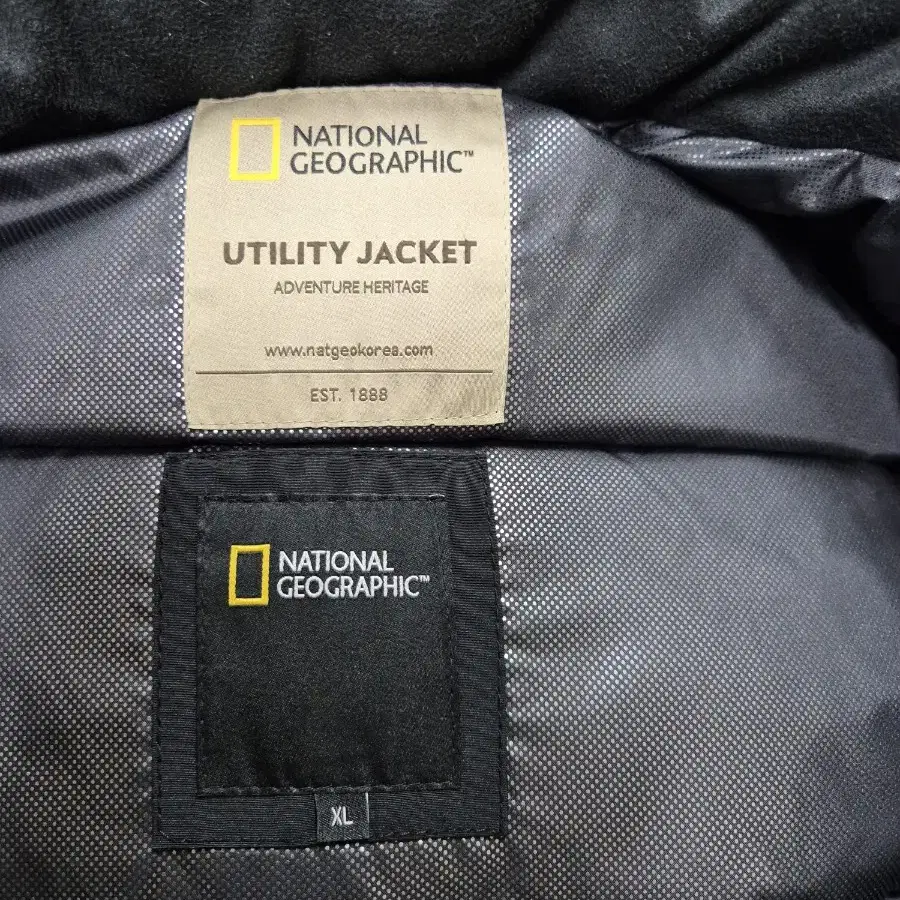 NATIONAL
GEOGRAPHIC™
UTILITY JACKET
ADVENTURE HERITAGE
www.natgeokorea.com
EST. 1888
NATIONAL
GEOGRAPHIC™
XL